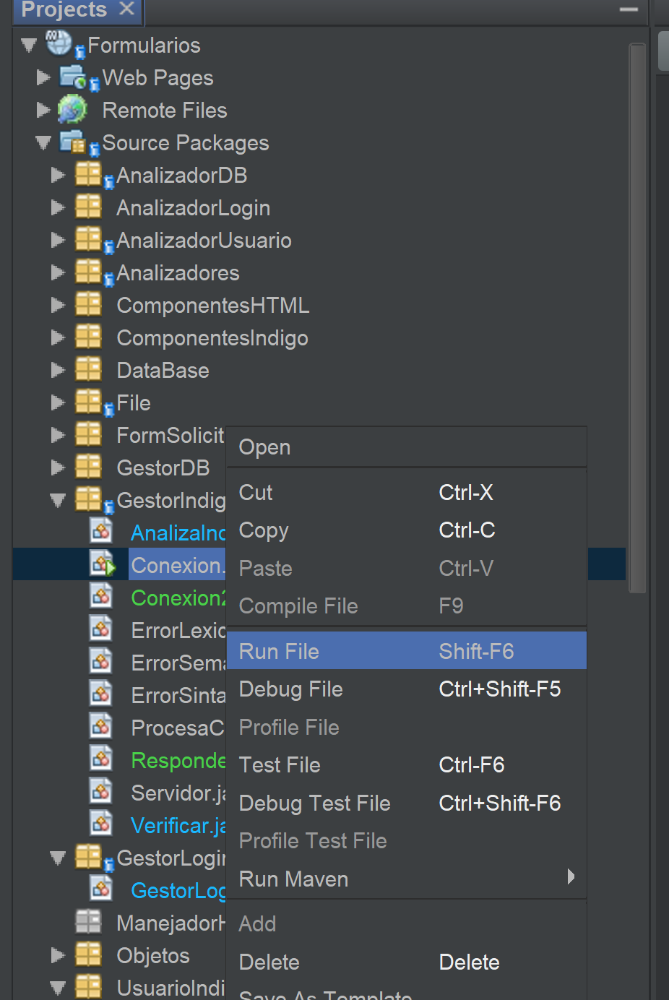 Projects
Formularios
Web Pages
Remote Files
Source Packages
AnalizadorDB
AnalizadorLogin
AnalizadorUsuario
Analizadores
ComponentesHTML
ComponentesIndigo
DataBase
File
FormSolicit
GestorDB
GestorIndig
AnalizaInd
Conexion.
Conexion2
ErrorLexic
ErrorSema
ErrorSinta
ProcesaC
Responde
Servidor.ja
Verificar.ja
GestorLogin
GestorLog
ManejadorH
Objetos
UsuarioIndi
Open
Cut Ctrl-X
Copy Ctrl-C
Paste Ctrl-V
Compile File F9
Run File Shift-F6
Debug File Ctrl+Shift-F5
Profile File
Test File Ctrl-F6
Debug Test File Ctrl+Shift-F6
Profile Test File
Run Maven
Add
Delete Delete
Save As Template